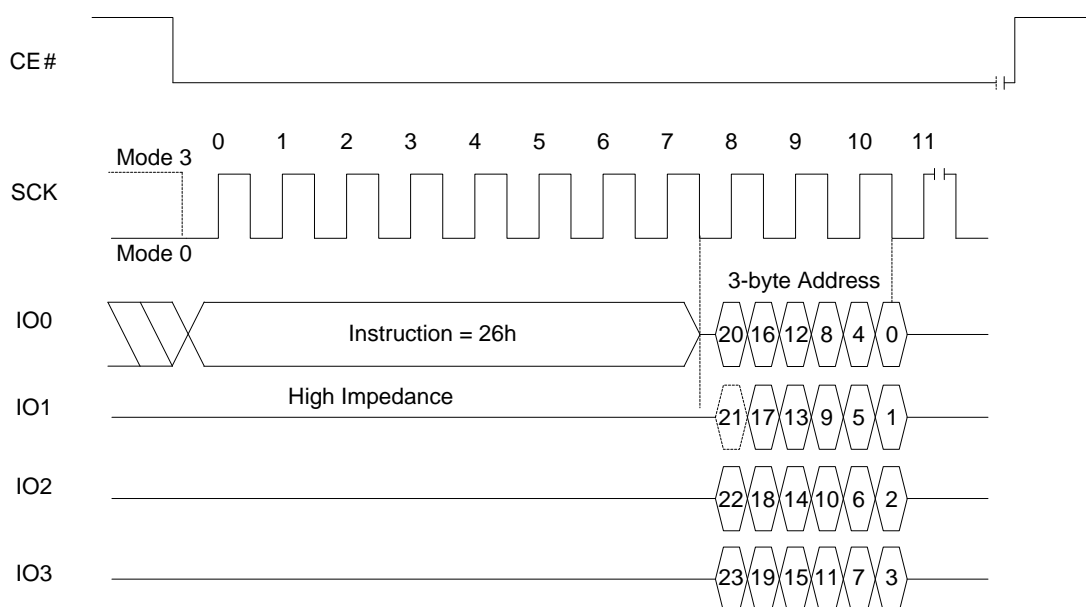 CE#
0 1 2 3 4 5 6 7 8 9 10 11
Mode 3
SCK
Mode 0
3-byte Address
IO0
Instruction = 26h
20 16 12 8 4 0
High Impedance
IO1
21 17 13 9 5 1
IO2
22 18 14 10 6 2
IO3
23 19 15 11 7 3